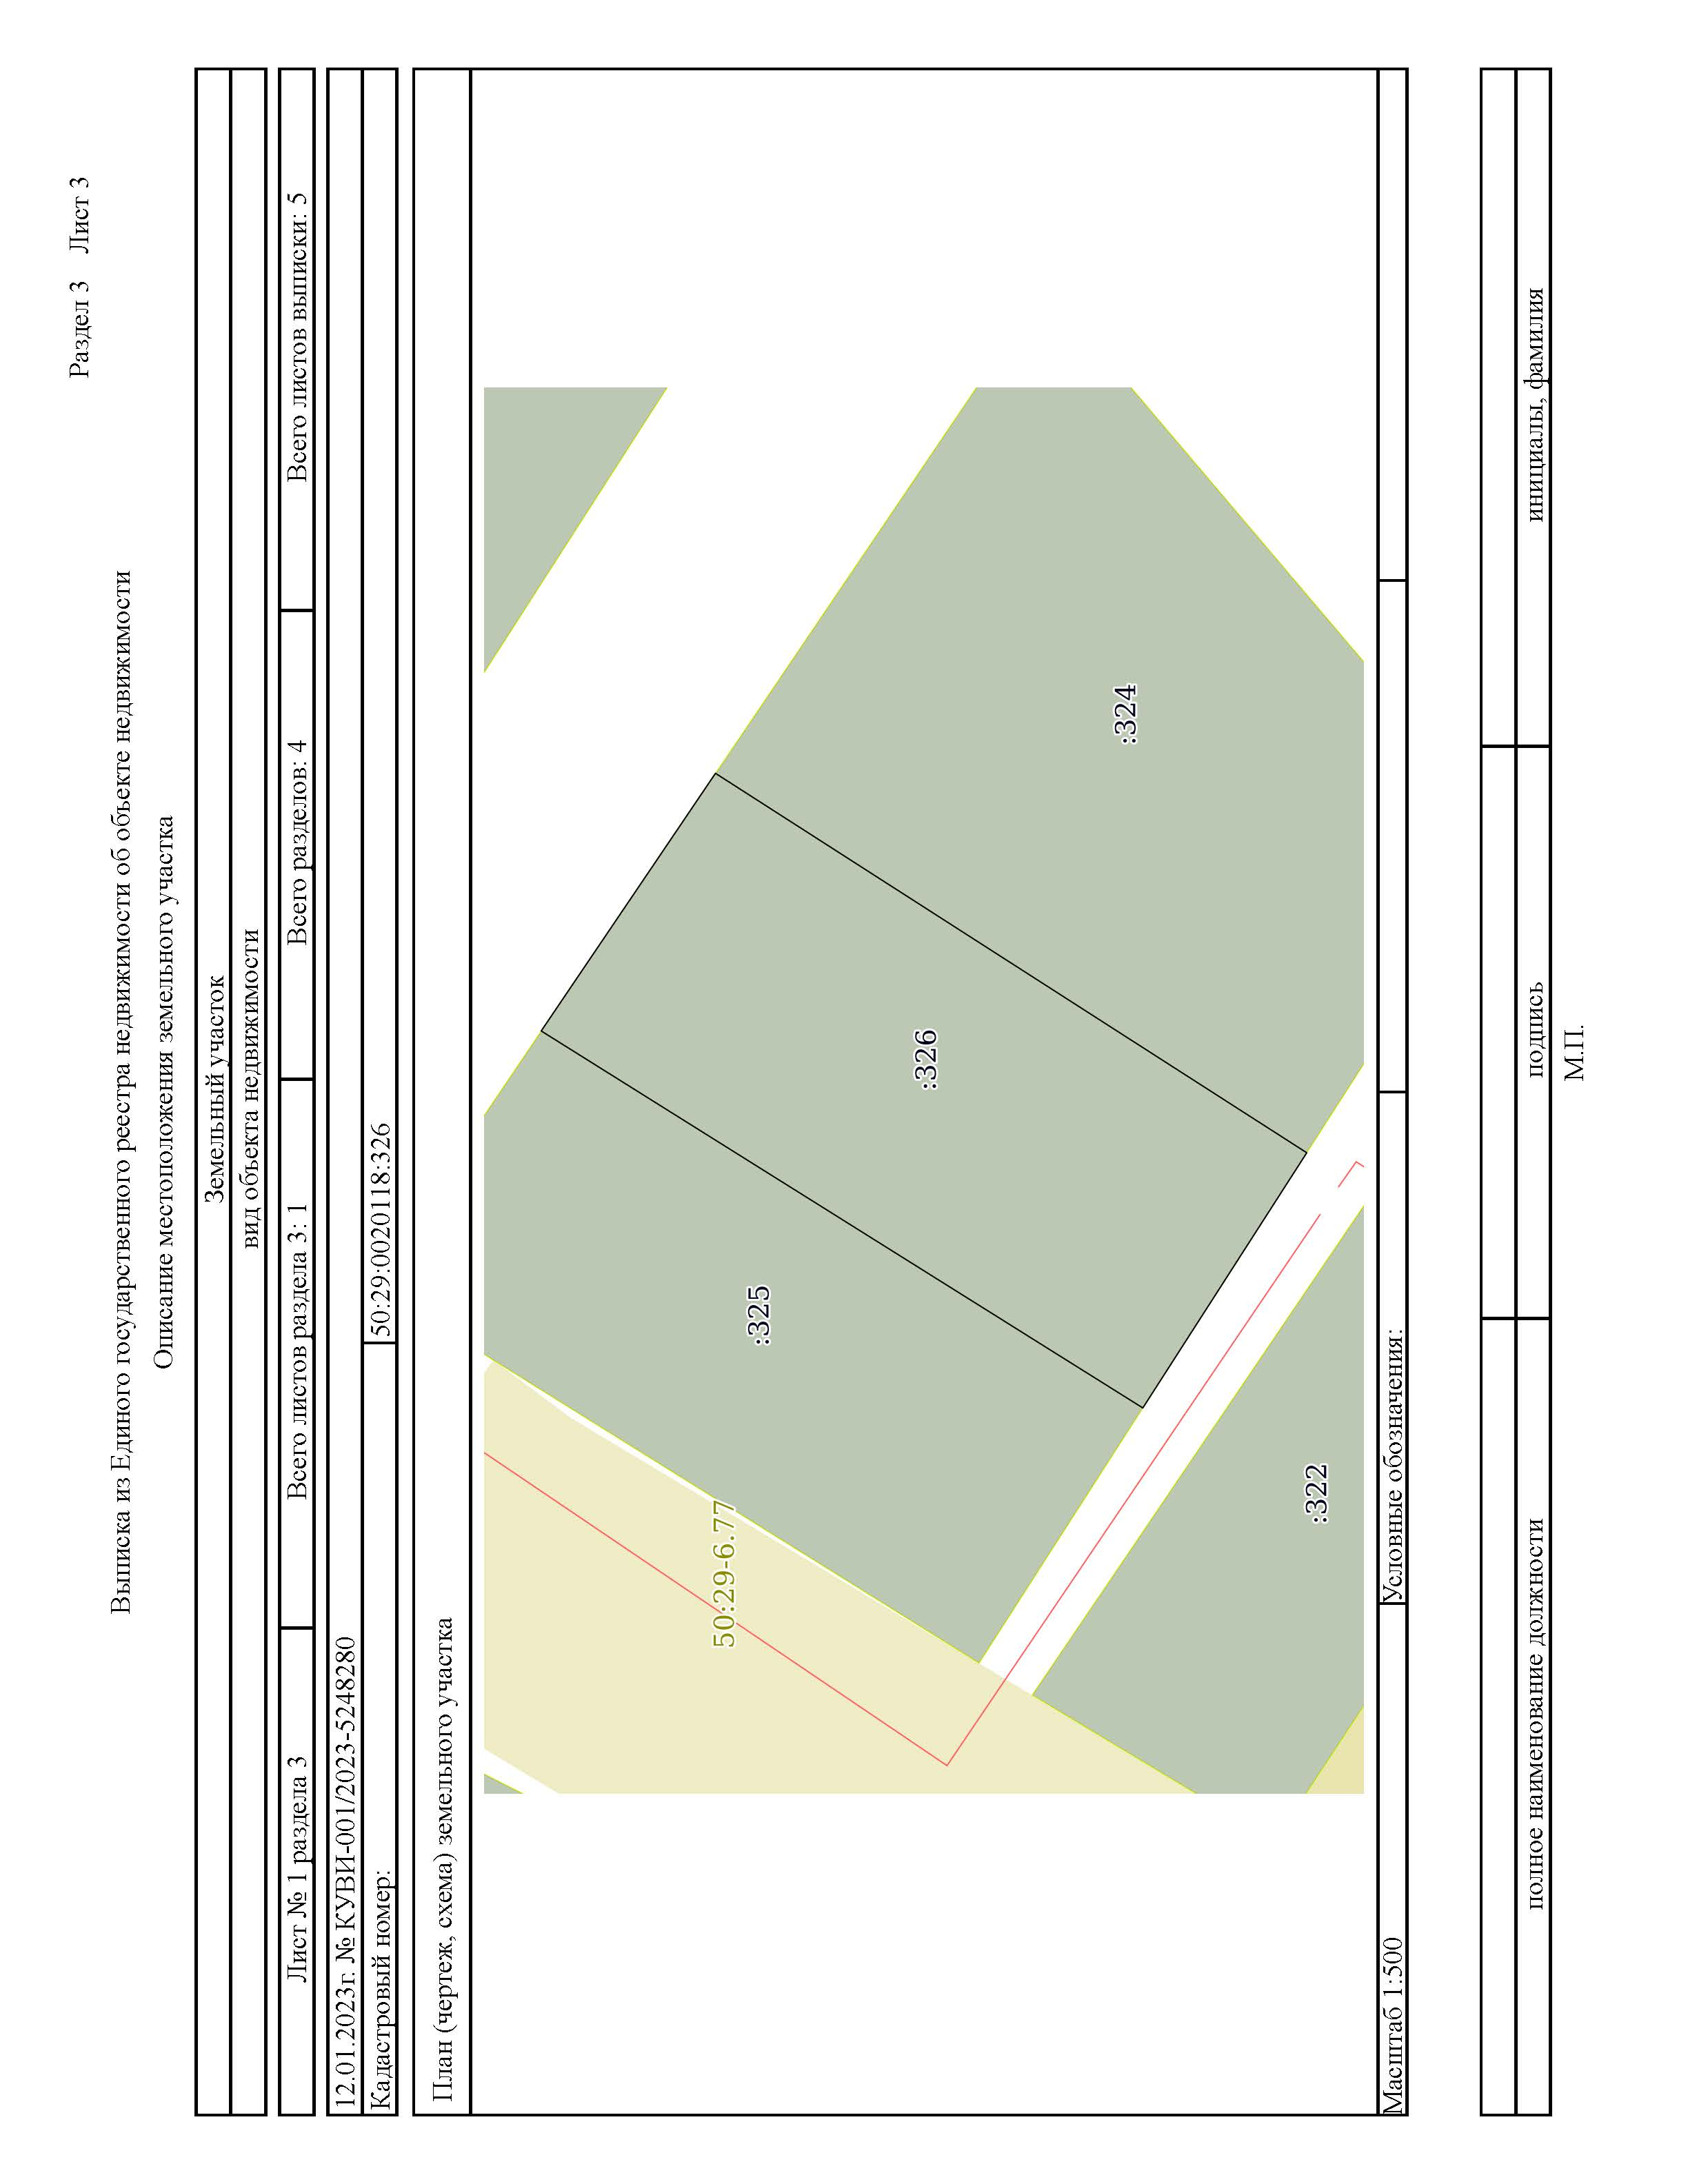 Раздел 3 Лист 3
Выписка из Единого государственного реестра недвижимости об объекте недвижимости
Описание местоположения земельного участка
Земельный участок
вид объекта недвижимости
Лист № 1 раздела 3 Всего листов раздела 3: 1 Всего разделов: 4 Всего листов выписки: 5
12.01.2023г. № КУВИ-001/2023-5248280
Кадастровый номер: 50:29:0020118:326
План (чертеж, схема) земельного участка
50:29-6.77
:325
:326
:324
:322
Масштаб 1:500 Условные обозначения:
полное наименование должности подпись инициалы, фамилия
М.П.